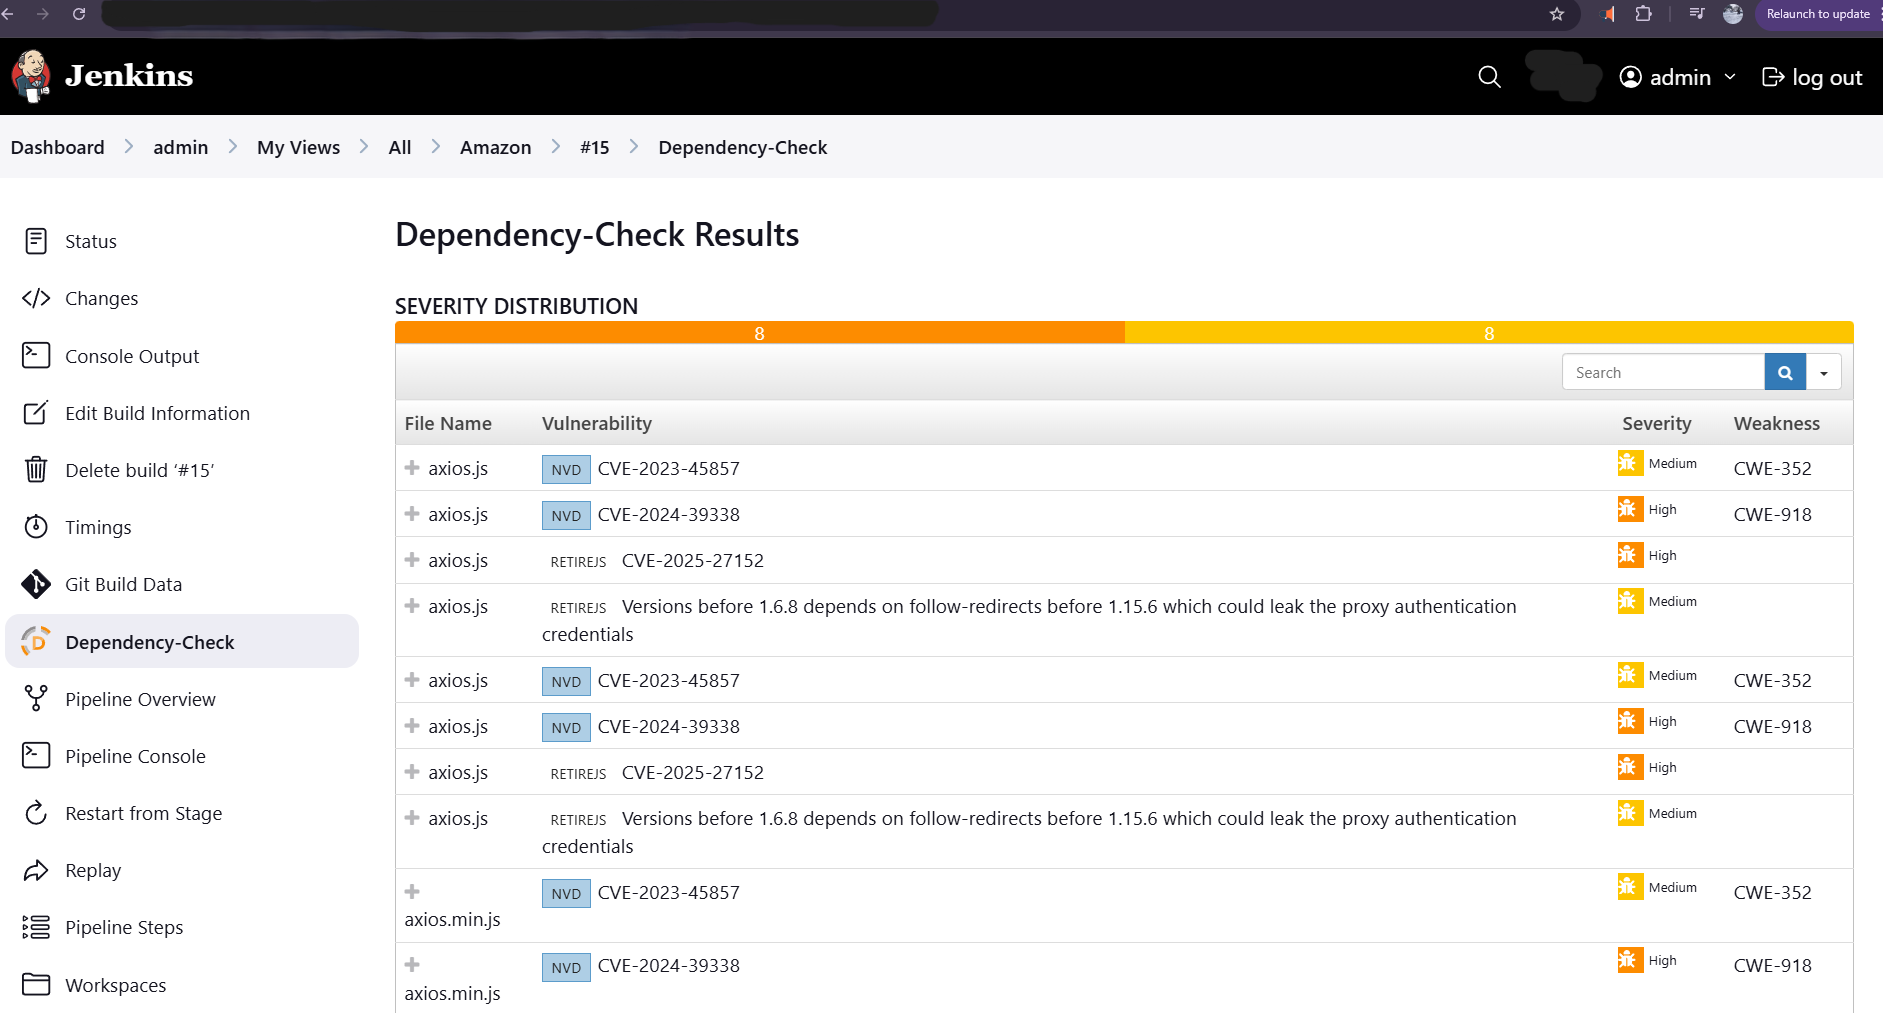 Relaunch to update
Jenkins
admin
log out
Dashboard > admin > My Views > All > Amazon > #15 > Dependency-Check
Status
Changes
Console Output
Edit Build Information
Delete build ‘#15’
Timings
Git Build Data
Dependency-Check
Pipeline Overview
Pipeline Console
Restart from Stage
Replay
Pipeline Steps
Workspaces
Dependency-Check Results
SEVERITY DISTRIBUTION
8 8
Search
File Name Vulnerability Severity Weakness
axios.js NVD CVE-2023-45857 Medium CWE-352
axios.js NVD CVE-2024-39338 High CWE-918
axios.js RETIREJS CVE-2025-27152 High
axios.js RETIREJS Versions before 1.6.8 depends on follow-redirects before 1.15.6 which could leak the proxy authentication Medium
credentials
axios.js NVD CVE-2023-45857 Medium CWE-352
axios.js NVD CVE-2024-39338 High CWE-918
axios.js RETIREJS CVE-2025-27152 High
axios.js RETIREJS Versions before 1.6.8 depends on follow-redirects before 1.15.6 which could leak the proxy authentication Medium
credentials
NVD CVE-2023-45857 Medium CWE-352
axios.min.js
NVD CVE-2024-39338 High CWE-918
axios.min.js